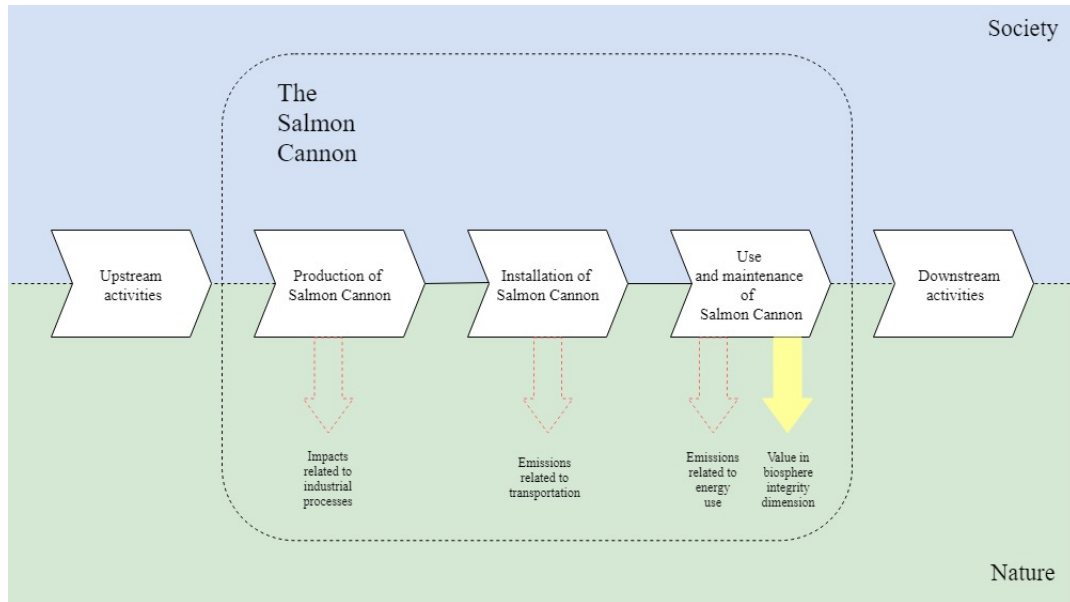 Society
The
Salmon
Cannon
Upstream
activities
Production of
Salmon Cannon
Installation of
Salmon Cannon
Use
and maintenance
of
Salmon Cannon
Downstream
activities
Impacts
related to
industrial
processes
Emissions
related to
transportation
Emissions
related to
energy
use
Value in
biosphere
integrity
dimension
Nature